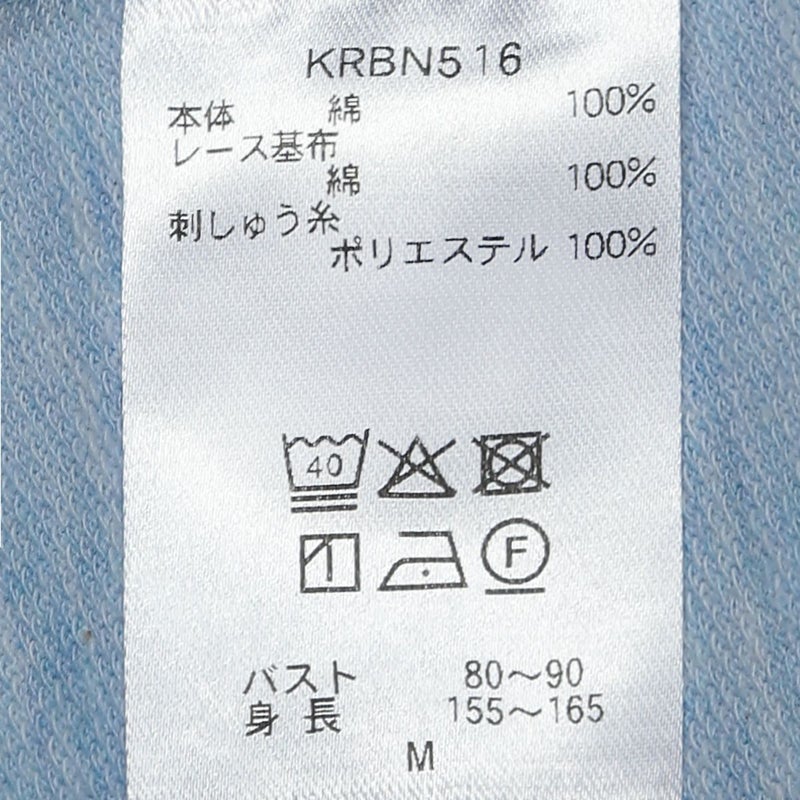 KRBN516
本体 綿 100%
レース基布
綿 100%
刺しゅう糸
ポリエステル 100%
40
F
バスト 80～90
身長 155～165
M